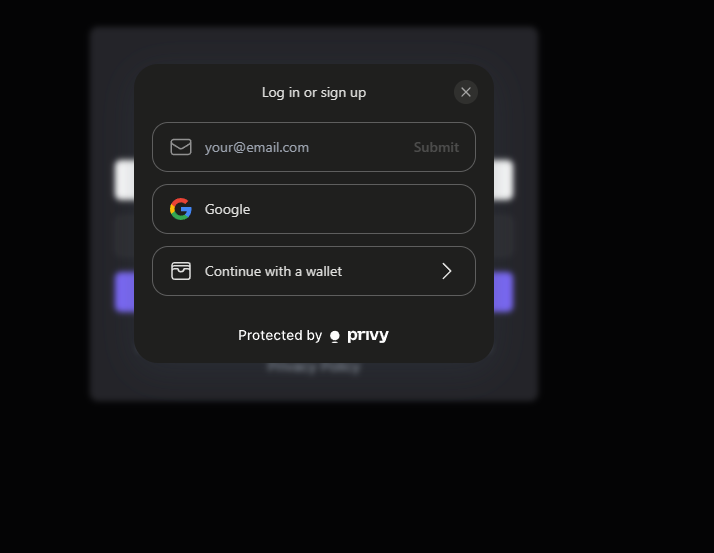 Log in or sign up
your@email.com Submit
Google
Continue with a wallet
Protected by privy
Privacy Policy